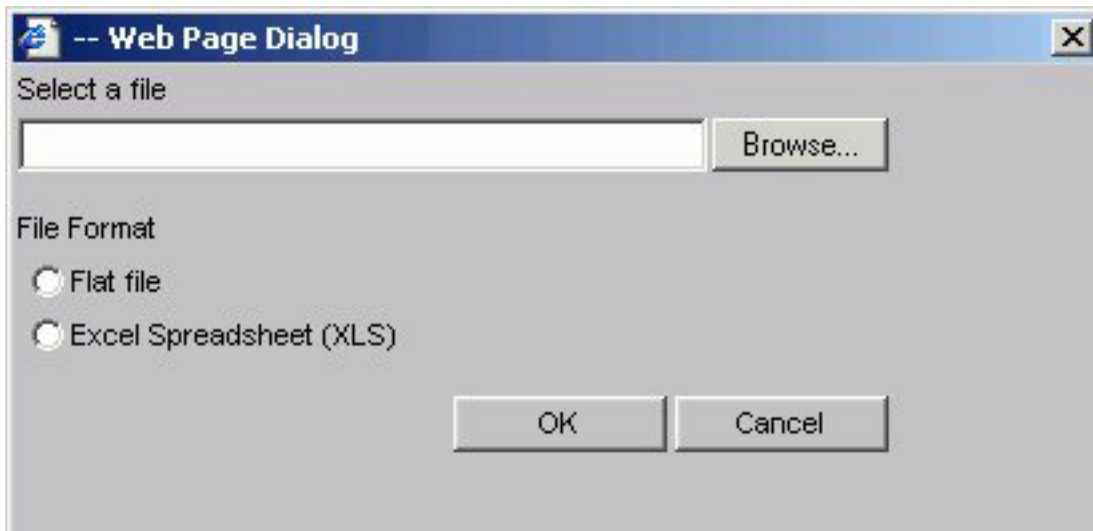 -- Web Page Dialog
Select a file
Browse...
File Format
Flat file
Excel Spreadsheet (XLS)
OK Cancel